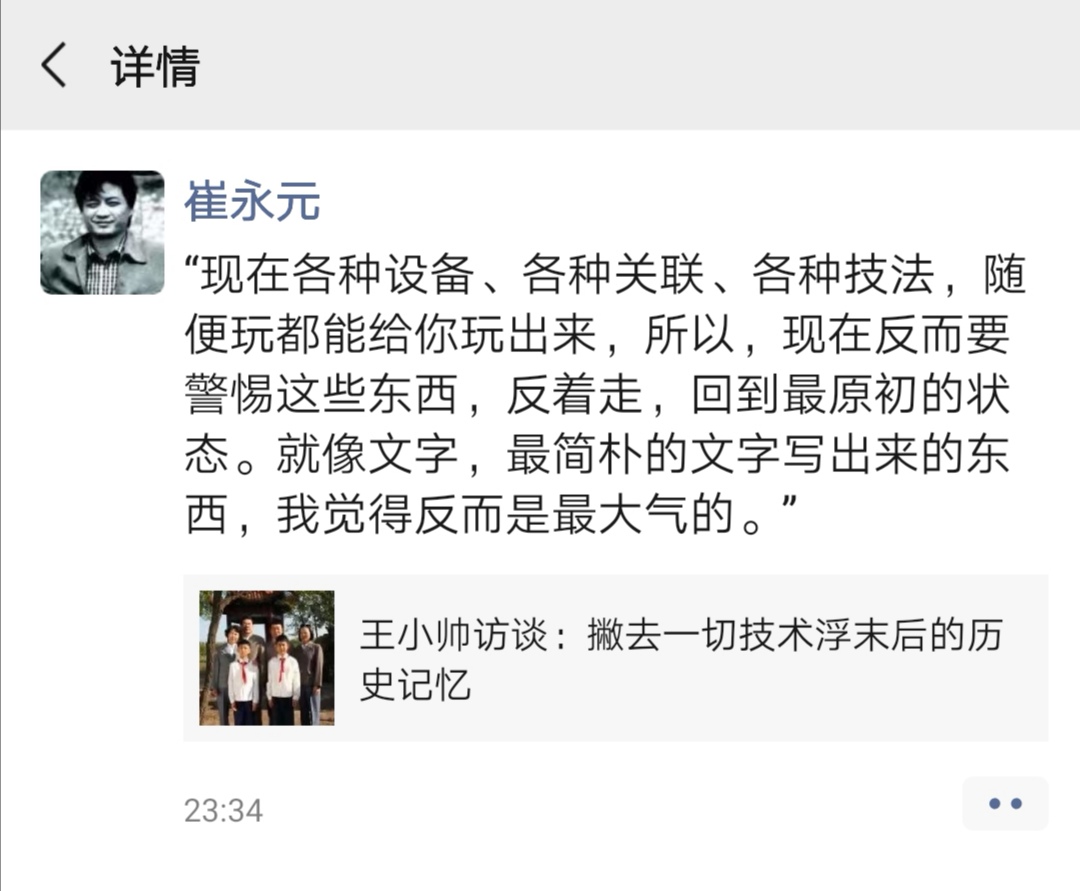 详情
崔永元
“现在各种设备、各种关联、各种技法，随
便玩都能给你玩出来，所以，现在反而要
警惕这些东西，反着走，回到最原初的状
态。就像文字，最简朴的文字写出来的东
西，我觉得反而是最大气的。”
王小帅访谈：撇去一切技术浮末后的历
史记忆
23:34